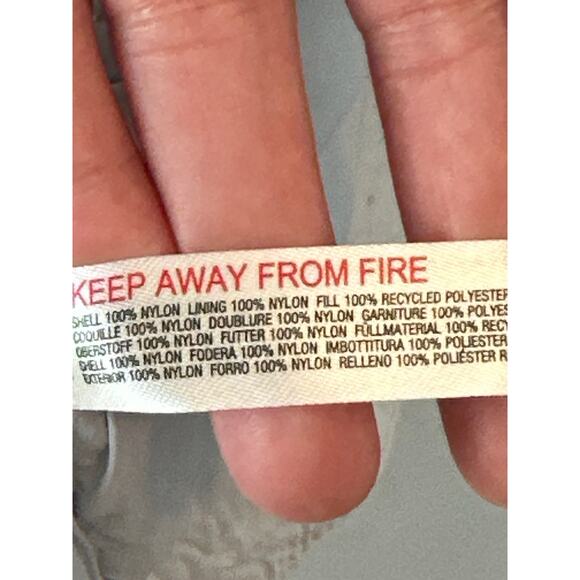 KEEP AWAY FROM FIRE
SHELL 100% NYLON LINING 100% NYLON FILL 100% RECYCLED POLYESTER
COQUILLE 100% NYLON DOUBLURE 100% NYLON GARNITURE 100% POLYES
OBERSTOFF 100% NYLON FUTTER 100% NYLON FÜLLMATERIAL 100% RECY
SHELL 100% NYLON FODERA 100% NYLON IMBOTTITURA 100% POLIESTER
EXTERIOR 100% NYLON FORRO 100% NYLON RELLENO 100% POLIÉSTER R